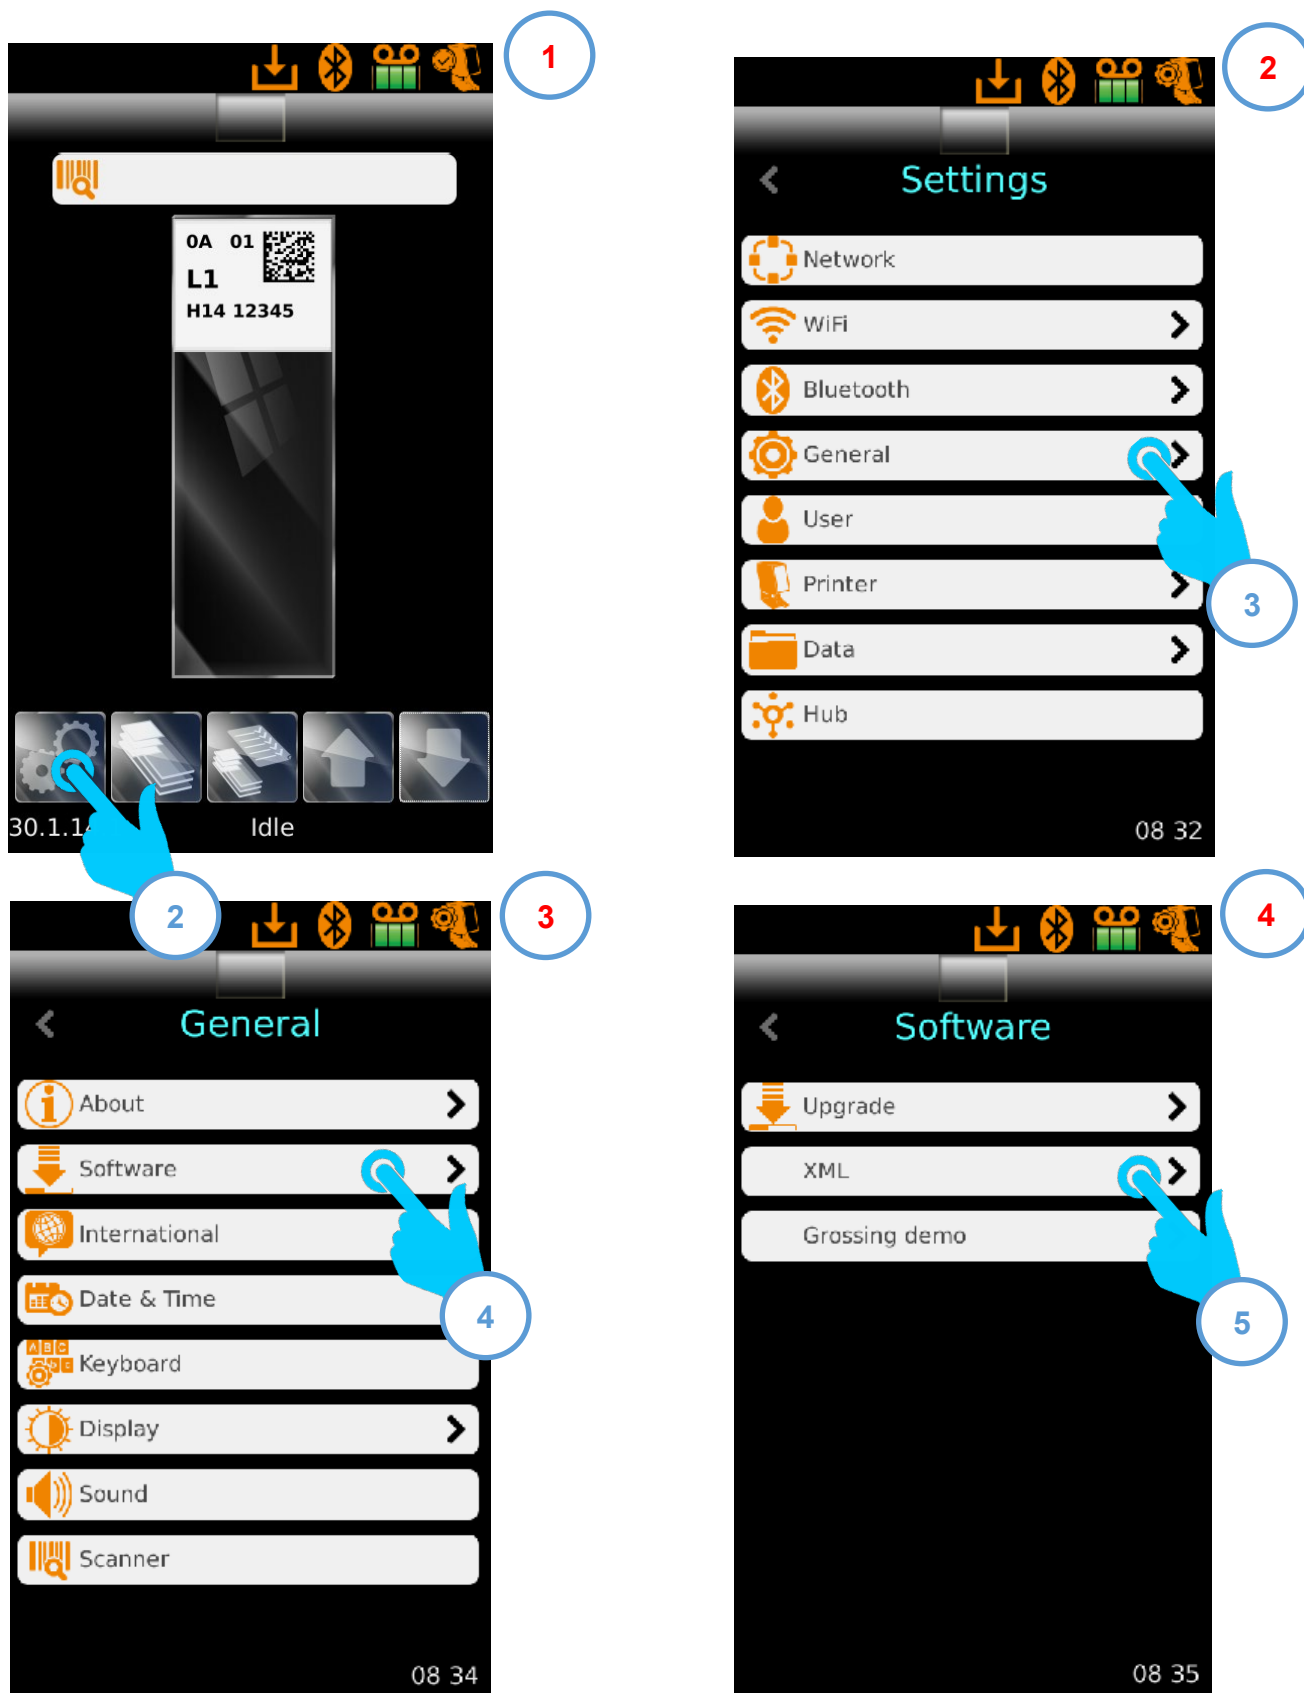 1
0A 01
L1
H14 12345
30.1.14
Idle
2
2
Settings
Network
WiFi
Bluetooth
General
User
Printer
Data
Hub
08 32
3
3
General
About
Software
International
Date & Time
Keyboard
Display
Sound
Scanner
08 34
4
4
Software
Upgrade
XML
Grossing demo
08 35
5